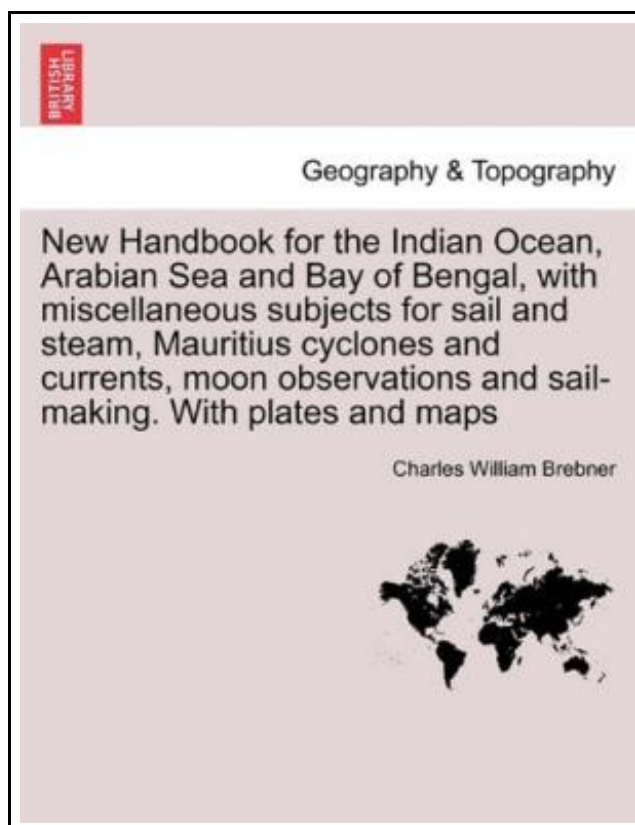 BRITISH
LIBRARY
Geography & Topography
New Handbook for the Indian Ocean,
Arabian Sea and Bay of Bengal, with
miscellaneous subjects for sail and
steam, Mauritius cyclones and
currents, moon observations and sail-
making. With plates and maps
Charles William Brebner